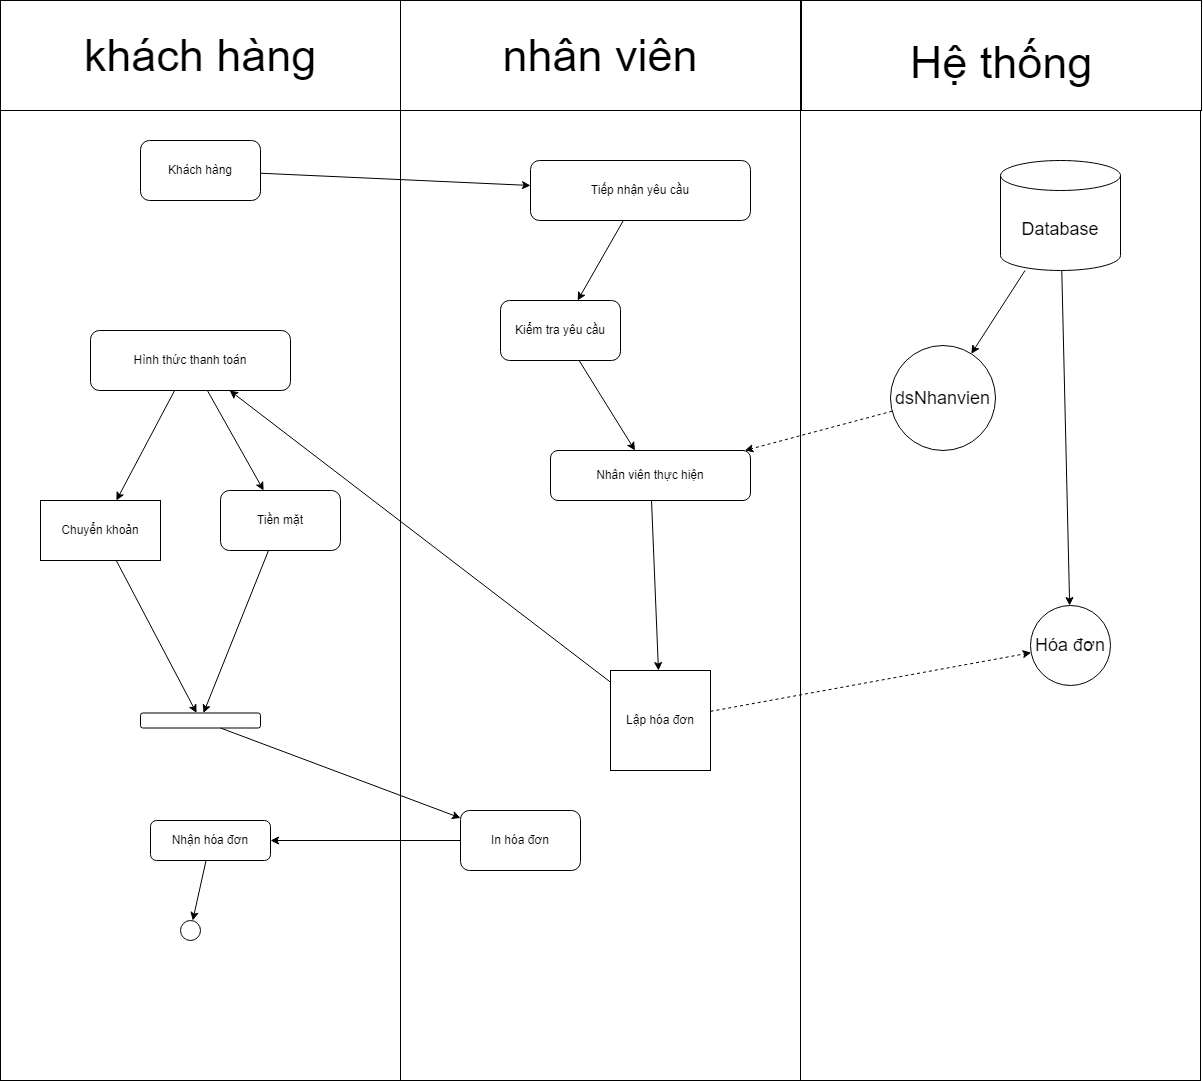 khách hàng
nhân viên
Hệ thống
Khách hàng
Tiếp nhận yêu cầu
Database
Kiểm tra yêu cầu
Hình thức thanh toán
dsNhanvien
Nhân viên thực hiện
Chuyển khoản
Tiền mặt
Hóa đơn
Lập hóa đơn
Nhận hóa đơn
In hóa đơn